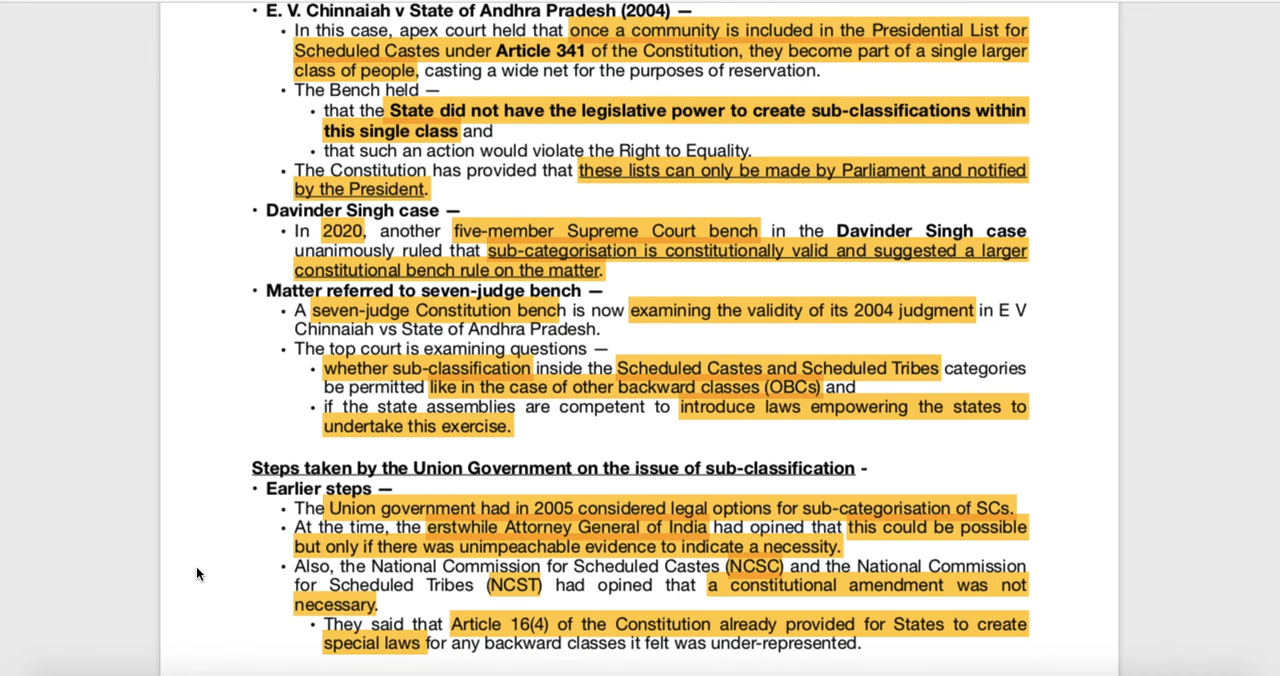 • E. V. Chinnaiah v State of Andhra Pradesh (2004) —
• In this case, apex court held that once a community is included in the Presidential List for
Scheduled Castes under Article 341 of the Constitution, they become part of a single larger
class of people, casting a wide net for the purposes of reservation.
• The Bench held —
• that the State did not have the legislative power to create sub-classifications within
this single class and
• that such an action would violate the Right to Equality.
• The Constitution has provided that these lists can only be made by Parliament and notified
by the President.
• Davinder Singh case —
• In 2020, another five-member Supreme Court bench in the Davinder Singh case
unanimously ruled that sub-categorisation is constitutionally valid and suggested a larger
constitutional bench rule on the matter.
• Matter referred to seven-judge bench —
• A seven-judge Constitution bench is now examining the validity of its 2004 judgment in E V
Chinnaiah vs State of Andhra Pradesh.
• The top court is examining questions —
• whether sub-classification inside the Scheduled Castes and Scheduled Tribes categories
be permitted like in the case of other backward classes (OBCs) and
• if the state assemblies are competent to introduce laws empowering the states to
undertake this exercise.
Steps taken by the Union Government on the issue of sub-classification -
• Earlier steps —
• The Union government had in 2005 considered legal options for sub-categorisation of SCs.
• At the time, the erstwhile Attorney General of India had opined that this could be possible
but only if there was unimpeachable evidence to indicate a necessity.
• Also, the National Commission for Scheduled Castes (NCSC) and the National Commission
for Scheduled Tribes (NCST) had opined that a constitutional amendment was not
necessary.
• They said that Article 16(4) of the Constitution already provided for States to create
special laws for any backward classes it felt was under-represented.